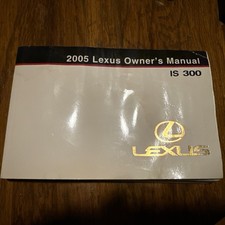 2005 Lexus Owner's Manual
IS 300
LEXUS